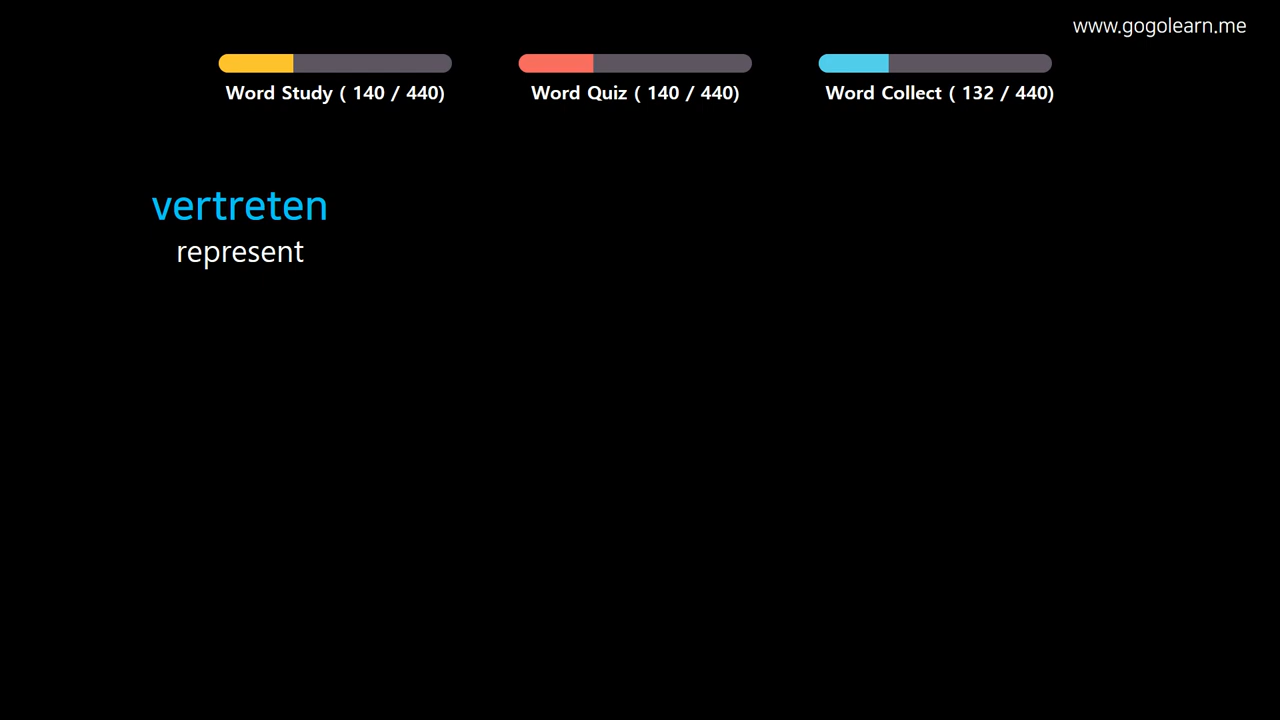 www.gogolearn.me
Word Study ( 140 / 440)
Word Quiz ( 140 / 440)
Word Collect ( 132 / 440)
vertreten
represent